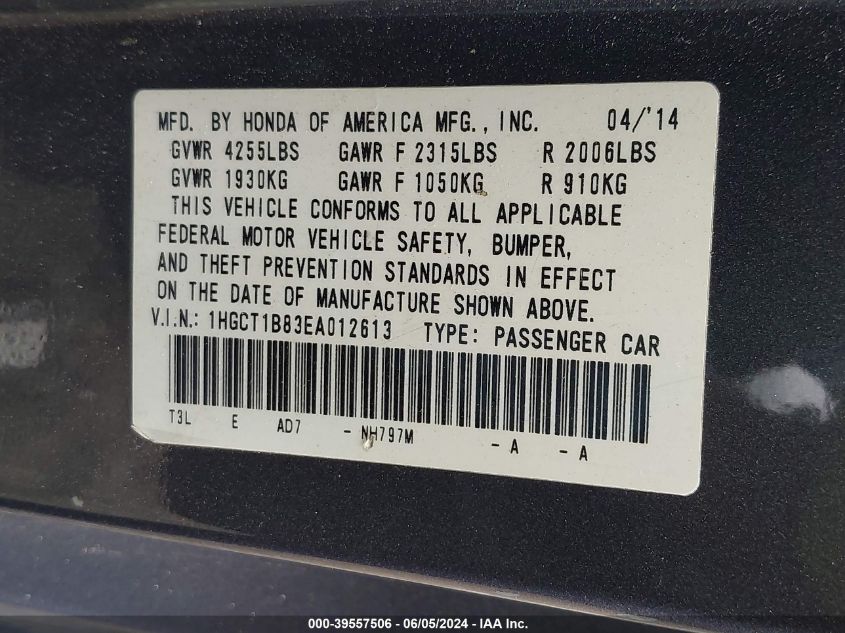 MFD. BY HONDA OF AMERICA MFG., INC. 04/'14
GVWR 4255LBS GAWR F 2315LBS R 2006LBS
GVWR 1930KG GAWR F 1050KG R 910KG
THIS VEHICLE CONFORMS TO ALL APPLICABLE
FEDERAL MOTOR VEHICLE SAFETY, BUMPER,
AND THEFT PREVENTION STANDARDS IN EFFECT
ON THE DATE OF MANUFACTURE SHOWN ABOVE.
V.I.N.: 1HGCT1B83EA012613 TYPE: PASSENGER CAR
T3L E AD7 - NH797M - A - A
000-39557506 - 06/05/2024 - IAA Inc.